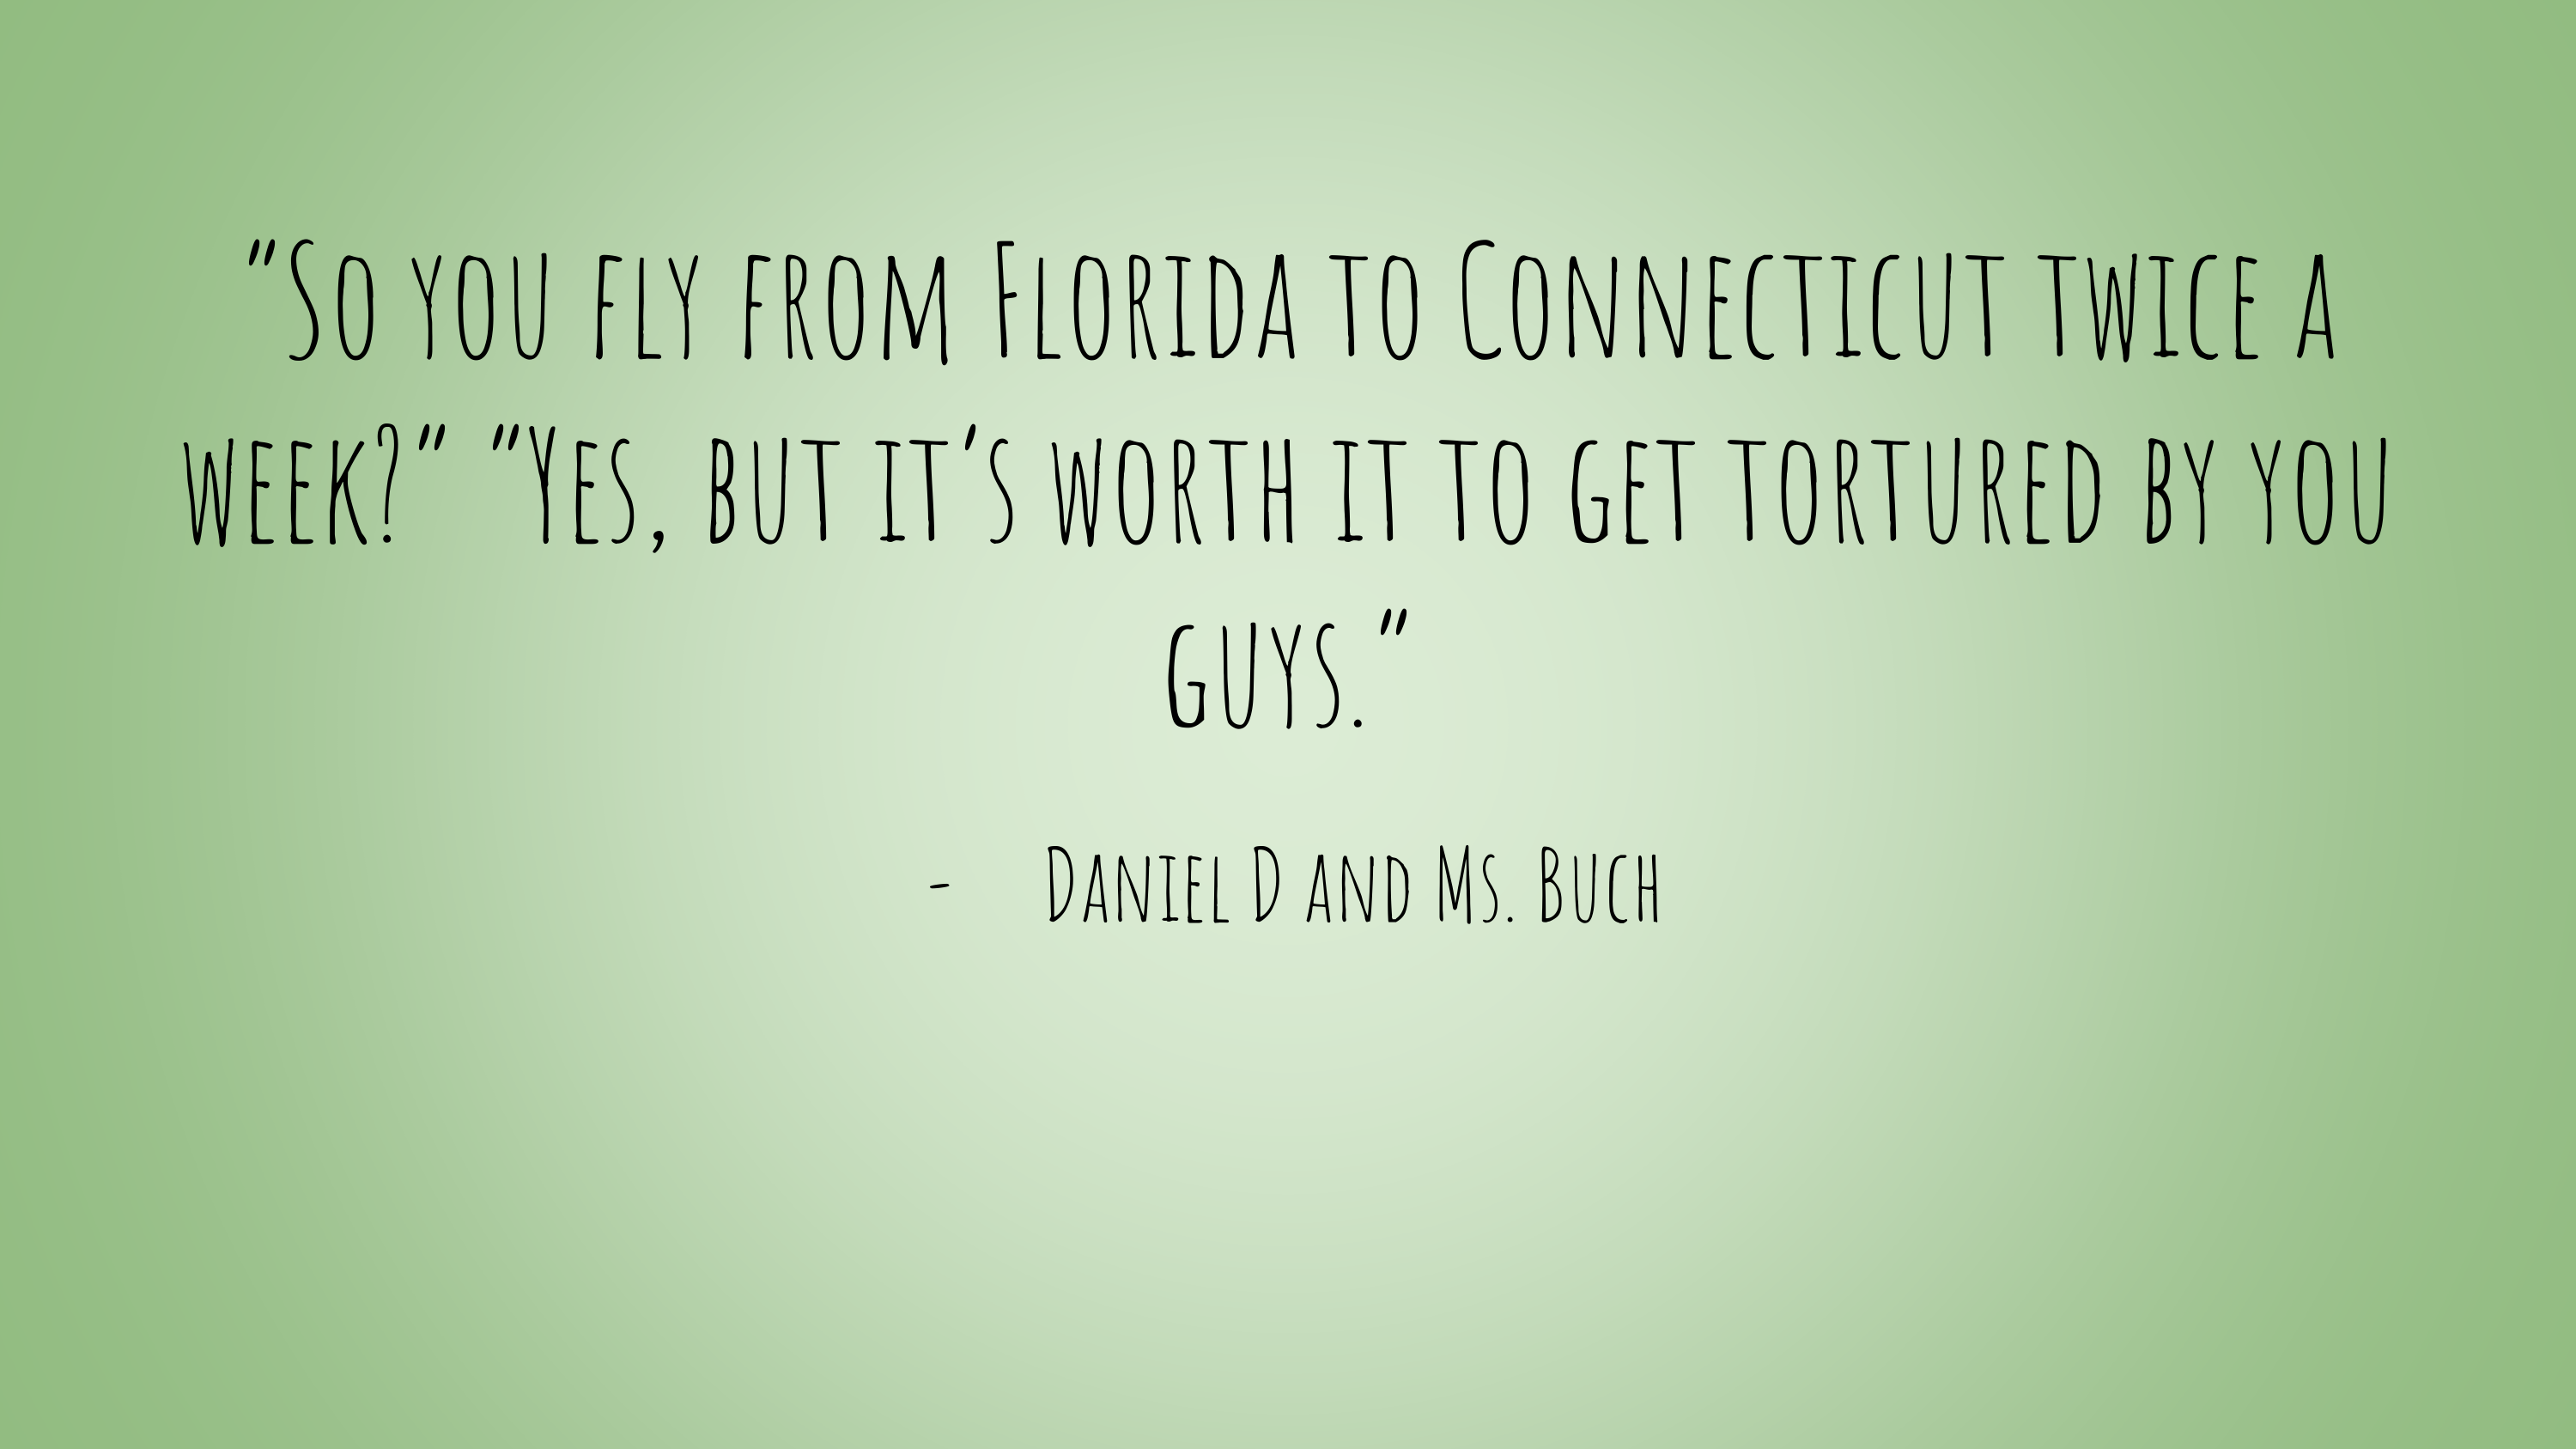 "So you fly from Florida to Connecticut twice a
week?" "Yes, but it's worth it to get tortured by you
guys."
- Daniel D and Ms. Buch